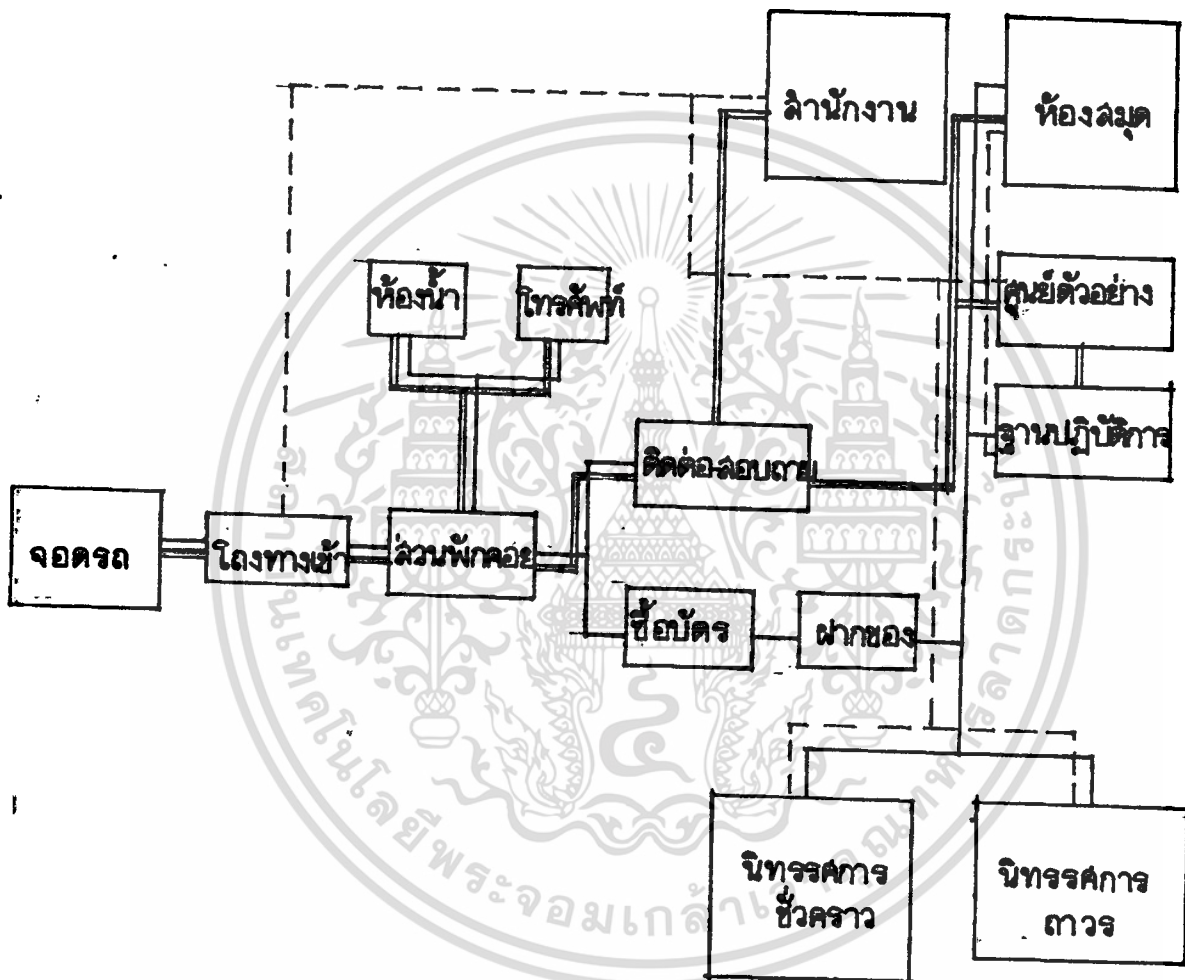 สำนักงาน
ห้องสมุด
ห้องน้ำ
โทรศัพท์
ศูนย์ตัวอย่าง
ติดต่อ-สอบถาม
ฐานปฏิบัติการ
จอดรถ
โถงทางเข้า
ส่วนพักคอย
ซื้อบัตร
ฝากของ
นิทรรศการ
ชั่วคราว
นิทรรศการ
ถาวร